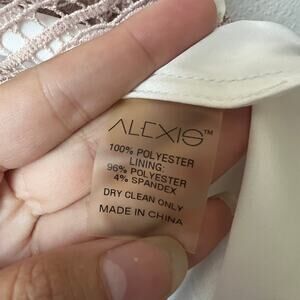 ALEXIS™
100% POLYESTER
LINING:
96% POLYESTER
4% SPANDEX
DRY CLEAN ONLY
MADE IN CHINA